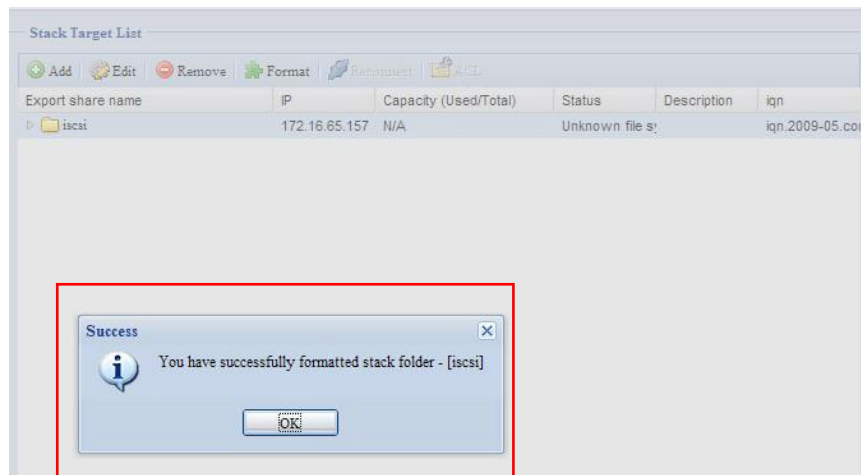 Stack Target List
Add Edit Remove Format Reconnect ACL
Export share name IP Capacity (Used/Total) Status Description iqn
iscsi 172.16.65.157 N/A Unknown file sy iqn.2009-05.co
Success
You have successfully formatted stack folder - [iscsi]
OK